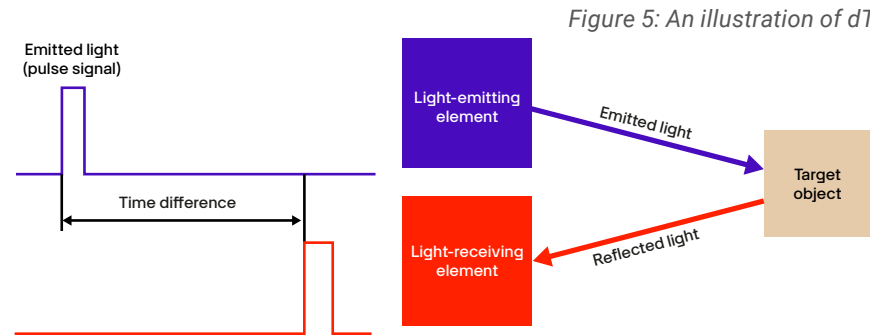 Figure 5: An illustration of dT
Emitted light
(pulse signal)
Time difference
Light-emitting
element
Emitted light
Target
object
Light-receiving
element
Reflected light